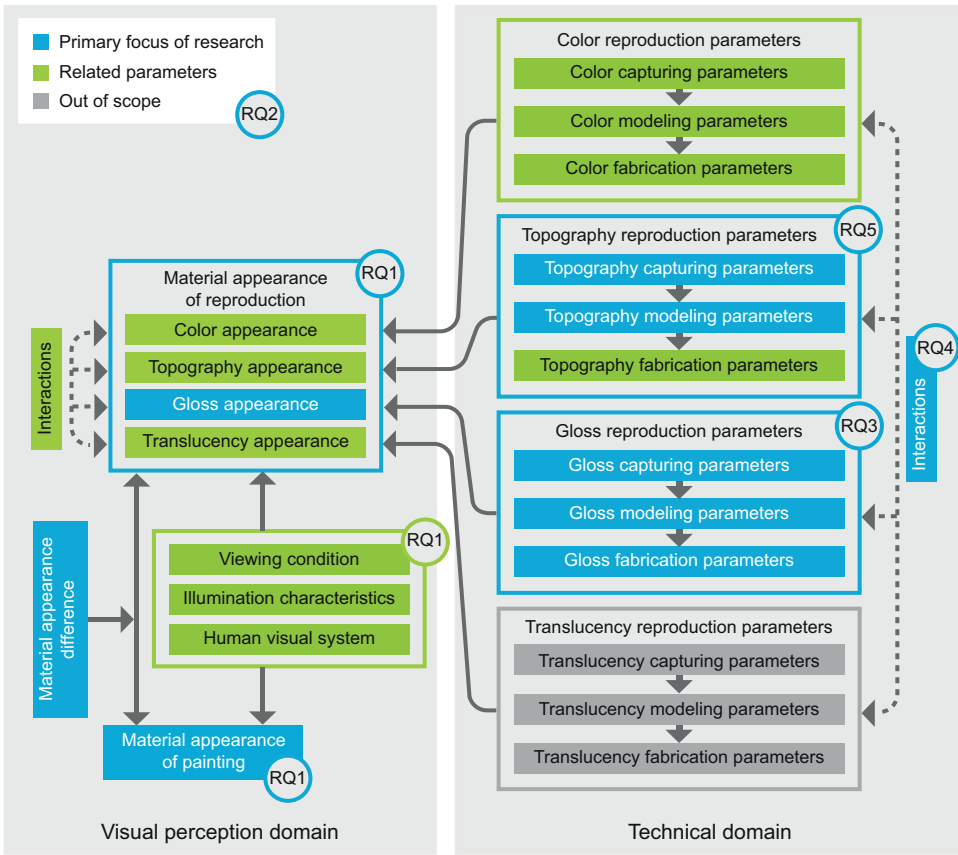 Primary focus of research
Related parameters
Out of scope
RQ2
Material appearance
of reproduction
RQ1
Color appearance
Topography appearance
Gloss appearance
Translucency appearance
Interactions
Viewing condition
Illumination characteristics
Human visual system
RQ1
Material appearance
difference
Material appearance
of painting
RQ1
Visual perception domain
Color reproduction parameters
Color capturing parameters
Color modeling parameters
Color fabrication parameters
Topography reproduction parameters
RQ5
Topography capturing parameters
Topography modeling parameters
Topography fabrication parameters
Gloss reproduction parameters
RQ3
Gloss capturing parameters
Gloss modeling parameters
Gloss fabrication parameters
Translucency reproduction parameters
Translucency capturing parameters
Translucency modeling parameters
Translucency fabrication parameters
RQ4
Interactions
Technical domain